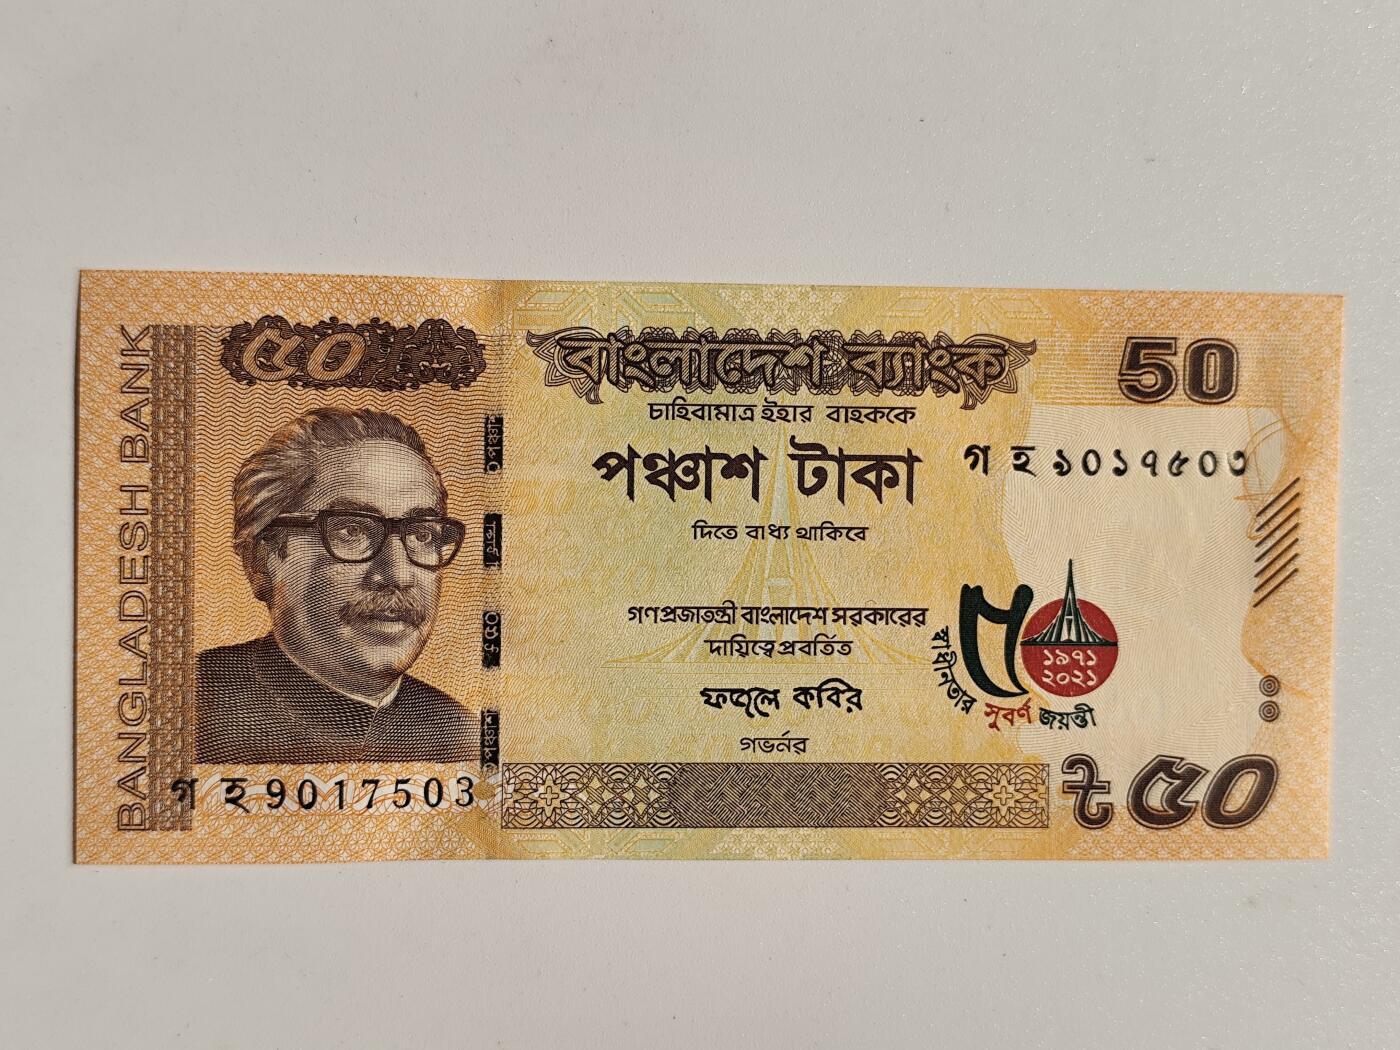 BANGLADESH BANK
৫০
বাংলাদেশ ব্যাংক
50
চাহিবামাত্র ইহার বাহককে
পঞ্চাশ টাকা
গ হ ৯০১৭৫০৩
দিতে বাধ্য থাকিবে
গণপ্রজাতন্ত্রী বাংলাদেশ সরকারের
দায়িত্বে প্রবর্তিত
ফজলে কবির
গভর্নর
৫০
১৯৭১
২০২১
স্বাধীনতার সুবর্ণ জয়ন্তী
গ হ 9017503
৳ ৫০